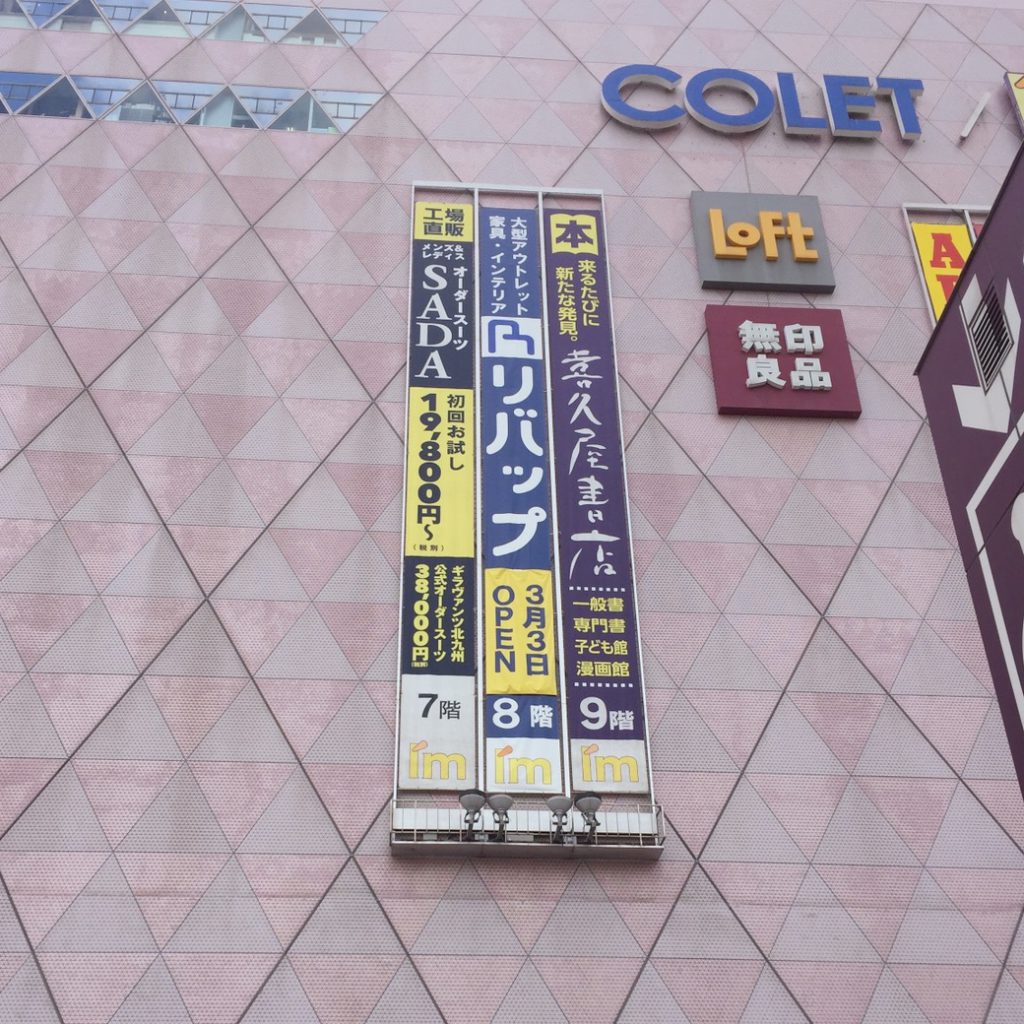 COLET
LOFT
無印
良品
工場
直販
メンズ&
レディス
オーダースーツ
SADA
初回お試し
19,800円~
(税別)
ギラヴァンツ北九州
公式オーダースーツ
38,000円
(税別)
7階
I'm
大型アウトレット
家具・インテリア
リバップ
3月3日
OPEN
8階
I'm
本
来るたびに
新たな発見。
喜久屋書店
一般書
専門書
子ども館
漫画館
9階
I'm